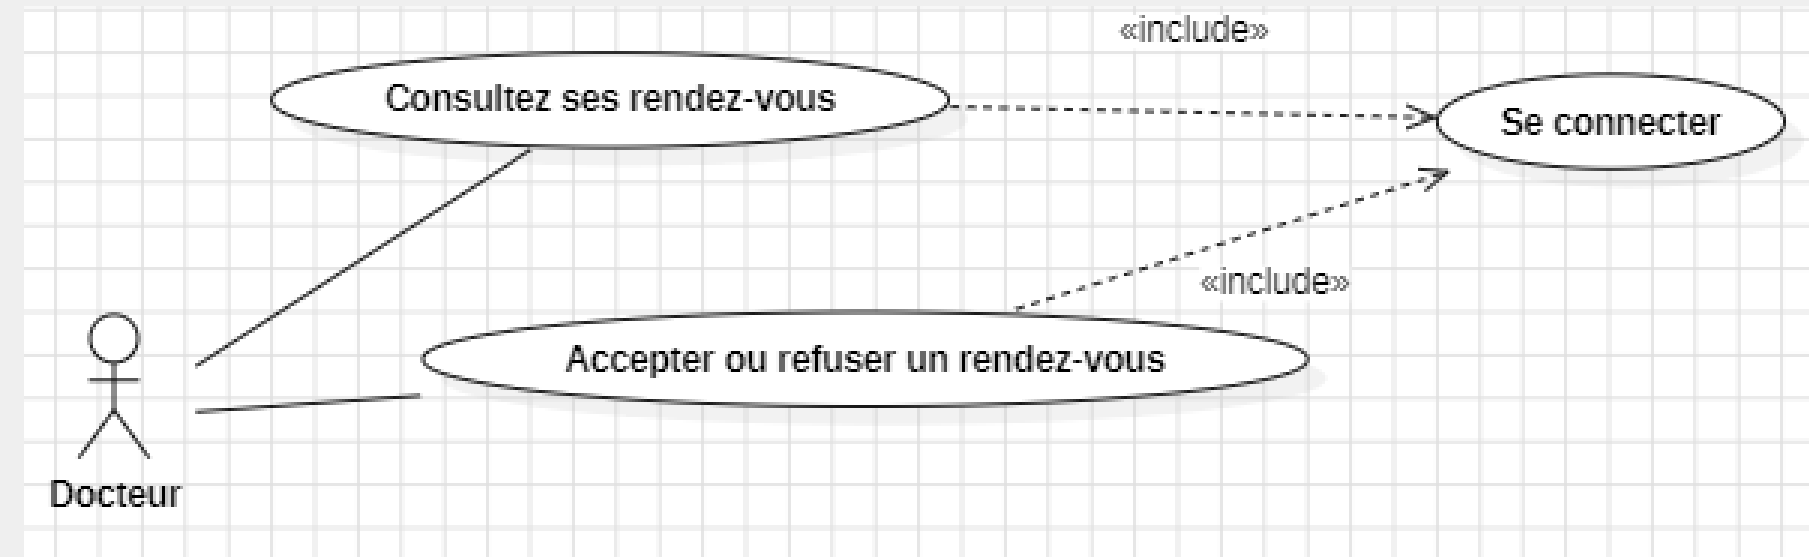 «include»
Consultez ses rendez-vous
Se connecter
«include»
Accepter ou refuser un rendez-vous
Docteur